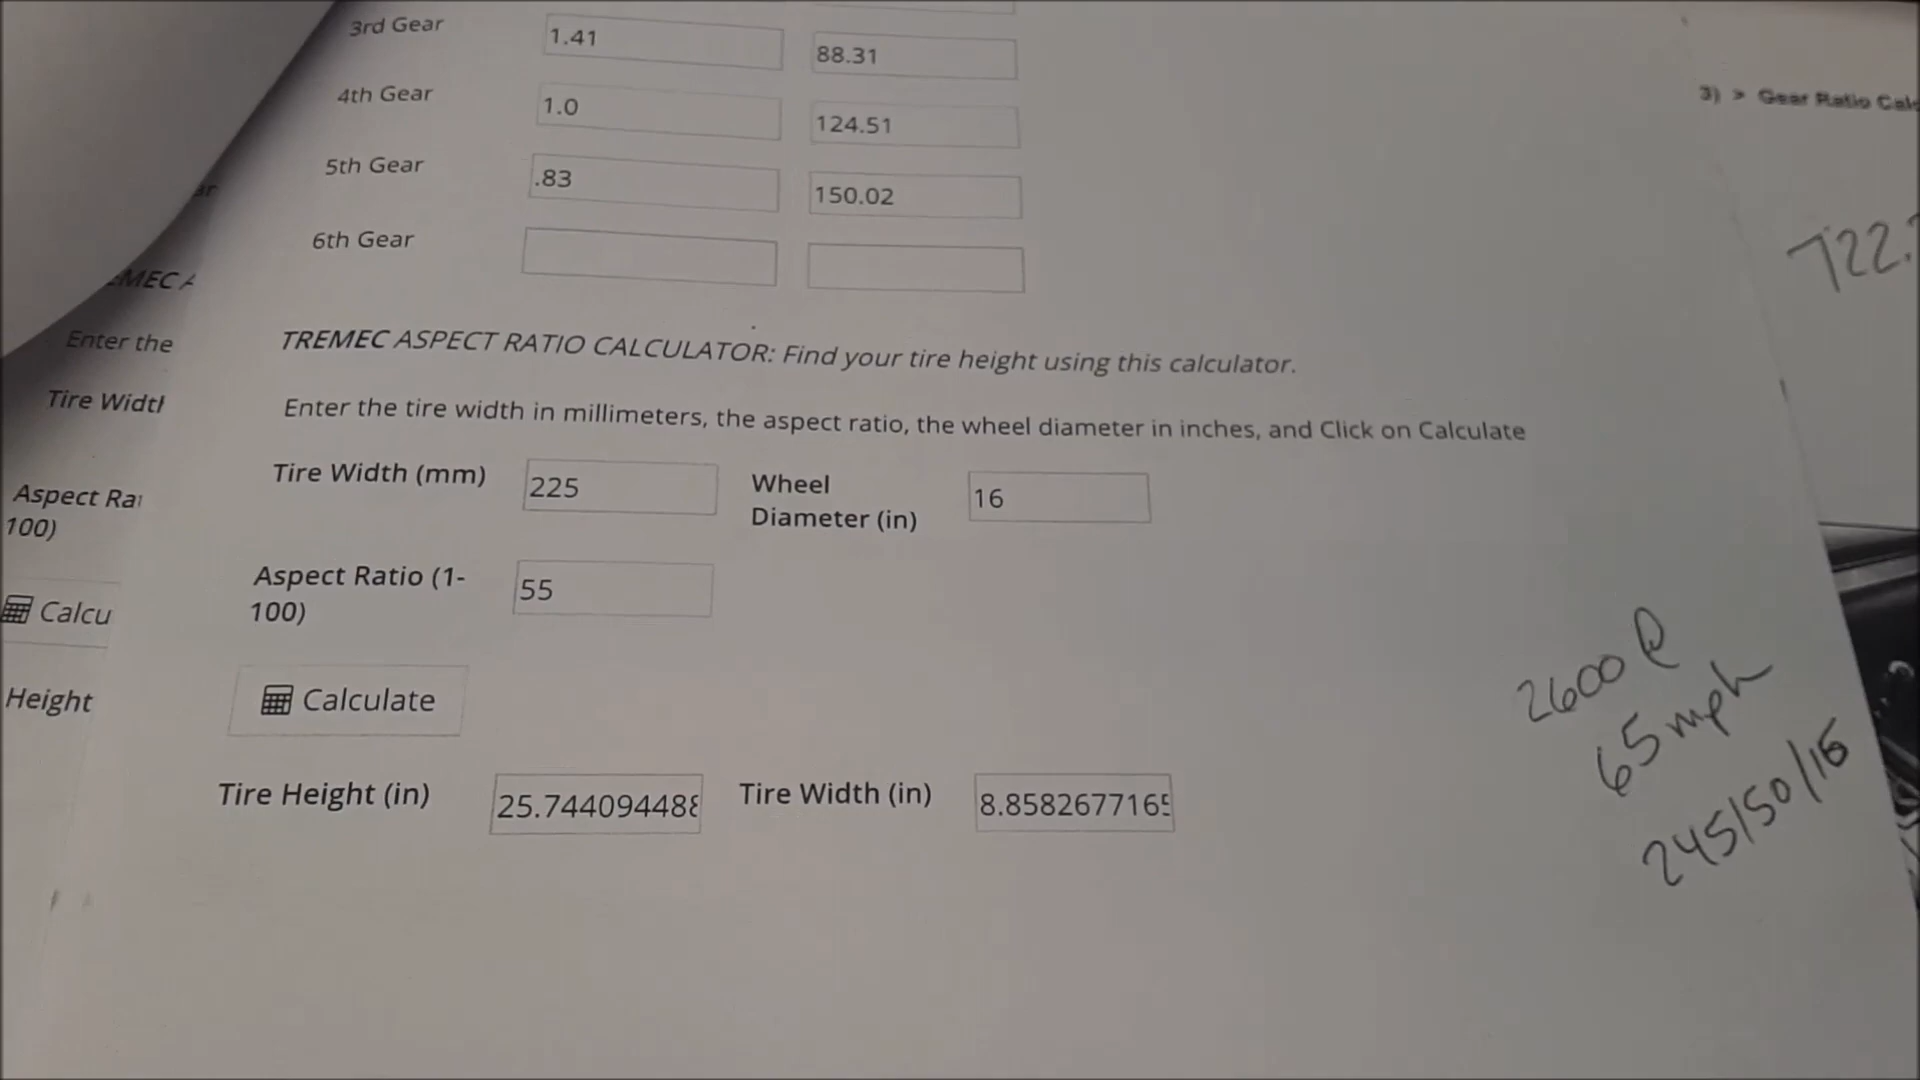 3rd Gear 1.41 88.31
4th Gear 1.0 124.51
5th Gear .83 150.02
6th Gear
3) > Gear Ratio Calc
722.
EMEC A
TREMEC ASPECT RATIO CALCULATOR: Find your tire height using this calculator.
Enter the
Enter the tire width in millimeters, the aspect ratio, the wheel diameter in inches, and Click on Calculate
Tire Widt
Tire Width (mm) 225
Wheel
Diameter (in) 16
Aspect Ra
100)
Aspect Ratio (1-
100) 55
Calcu
Calculate
Height
Tire Height (in) 25.744094488
Tire Width (in) 8.858267716
2600 @
65 mph
245/50/16